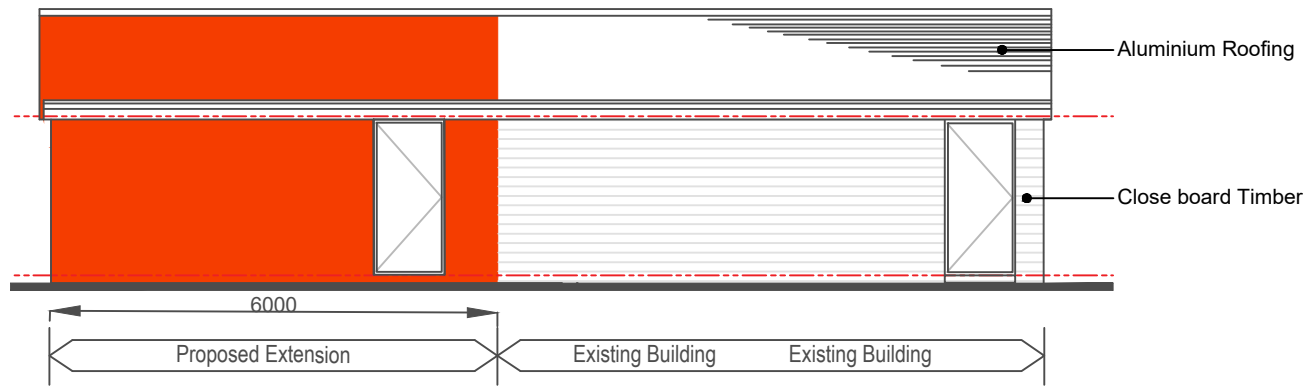 Aluminium Roofing
Close board Timber
6000
Proposed Extension
Existing Building
Existing Building